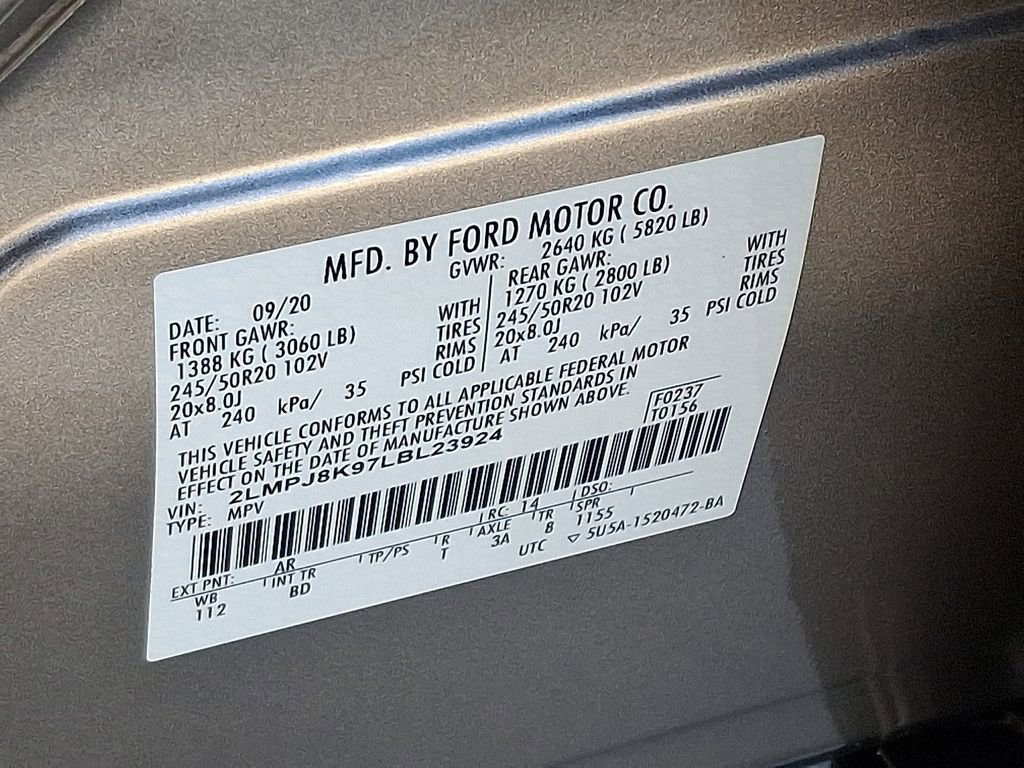 MFD. BY FORD MOTOR CO.
DATE: 09/20 GVWR: 2640 KG ( 5820 LB)
FRONT GAWR: WITH REAR GAWR: WITH
1388 KG ( 3060 LB) TIRES 1270 KG ( 2800 LB) TIRES
245/50R20 102V RIMS 245/50R20 102V RIMS
20x8.0J 20x8.0J
AT 240 kPa/ 35 PSI COLD AT 240 kPa/ 35 PSI COLD
THIS VEHICLE CONFORMS TO ALL APPLICABLE FEDERAL MOTOR
VEHICLE SAFETY AND THEFT PREVENTION STANDARDS IN
EFFECT ON THE DATE OF MANUFACTURE SHOWN ABOVE.
F0237
T0156
VIN: 2LMPJ8K97LBL23924
TYPE: MPV
EXT PNT: AR RC: 14 DSO:
WB INT TR TP/PS R AXLE TR SPR
112 BD T 3A B 1155
UTC ▽ 5U5A-1520472-BA